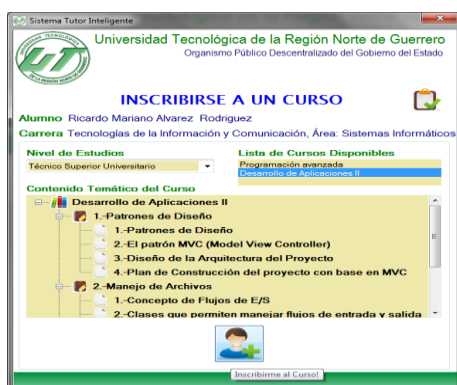 Sistema Tutor Inteligente
Universidad Tecnológica de la Región Norte de Guerrero
Organismo Público Descentralizado del Gobierno del Estado
INSCRIBIRSE A UN CURSO
Alumno Ricardo Mariano Alvarez Rodriguez
Carrera Tecnologías de la Información y Comunicación, Área: Sistemas Informáticos
Nivel de Estudios
Lista de Cursos Disponibles
Técnico Superior Universitario
Programación avanzada
Desarrollo de Aplicaciones II
Contenido Temático del Curso
Desarrollo de Aplicaciones II
1.-Patrones de Diseño
1.-Patrones de Diseño
2.-El patrón MVC (Model View Controller)
3.-Diseño de la Arquitectura del Proyecto
4.-Plan de Construcción del proyecto con base en MVC
2.-Manejo de Archivos
1.-Concepto de Flujos de E/S
2.-Clases que permiten manejar flujos de entrada y salida
Inscribirme al Curso!